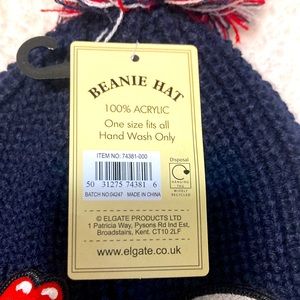 BEANIE HAT
100% ACRYLIC
One size fits all
Hand Wash Only
ITEM NO: 74381-000
50 31275 74381 6
BATCH NO:04247 MADE IN CHINA
Disposal
© ELGATE PRODUCTS LTD
1 Patricia Way, Pysons Rd Ind Est,
Broadstairs, Kent. CT10 2LF
www.elgate.co.uk